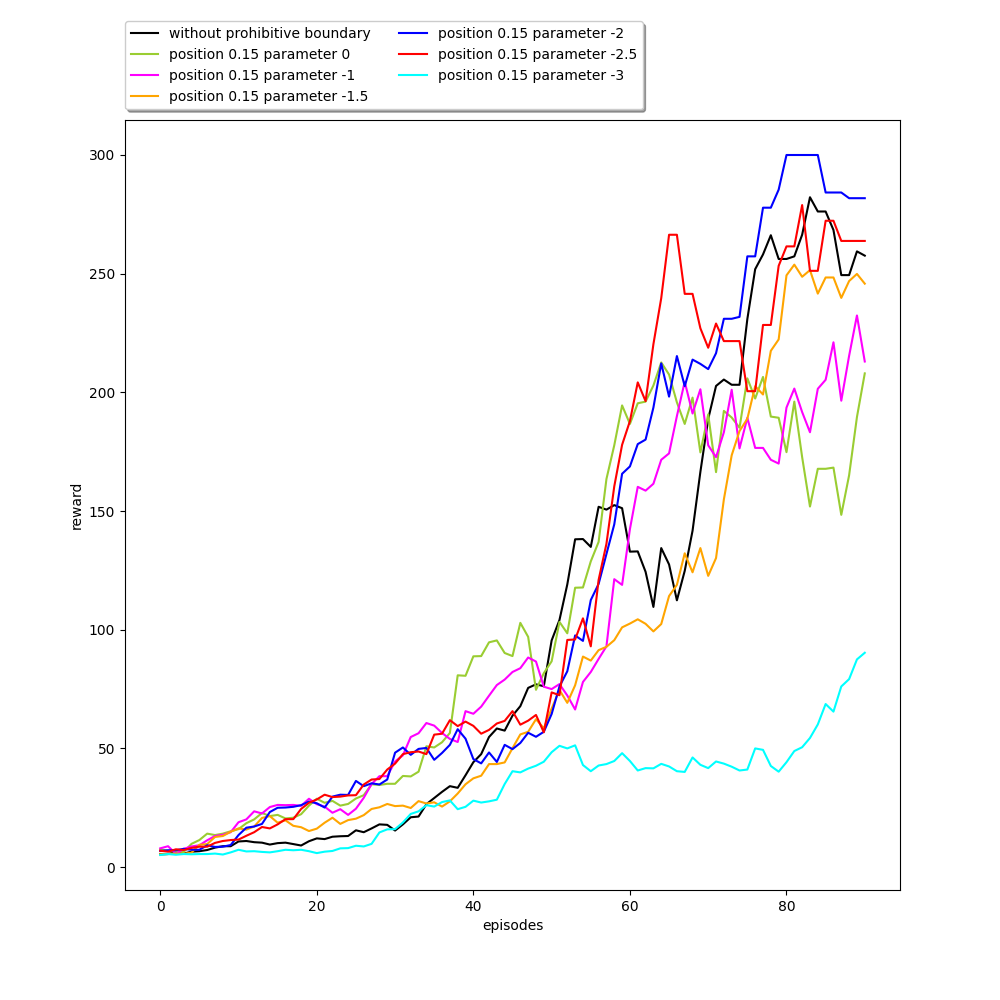 without prohibitive boundary
position 0.15 parameter 0
position 0.15 parameter -1
position 0.15 parameter -1.5
position 0.15 parameter -2
position 0.15 parameter -2.5
position 0.15 parameter -3
300
250
200
150
100
50
0
reward
0 20 40 60 80
episodes